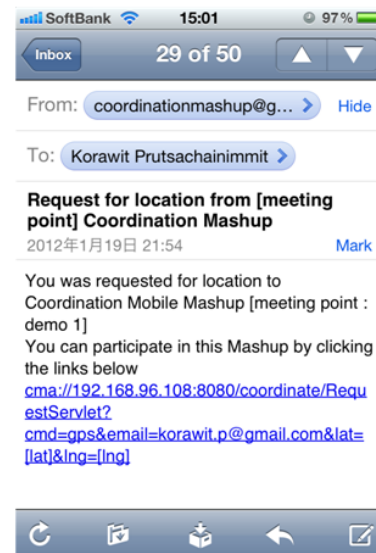 SoftBank 15:01 97%
Inbox 29 of 50
From: coordinationmashup@g... Hide
To: Korawit Prutsachainimmit
Request for location from [meeting
point] Coordination Mashup
2012年1月19日 21:54 Mark
You was requested for location to
Coordination Mobile Mashup [meeting point :
demo 1]
You can participate in this Mashup by clicking
the links below
cma://192.168.96.108:8080/coordinate/Requ
estServlet?
cmd=gps&email=korawit.p@gmail.com&lat=
[lat]&lng=[lng]